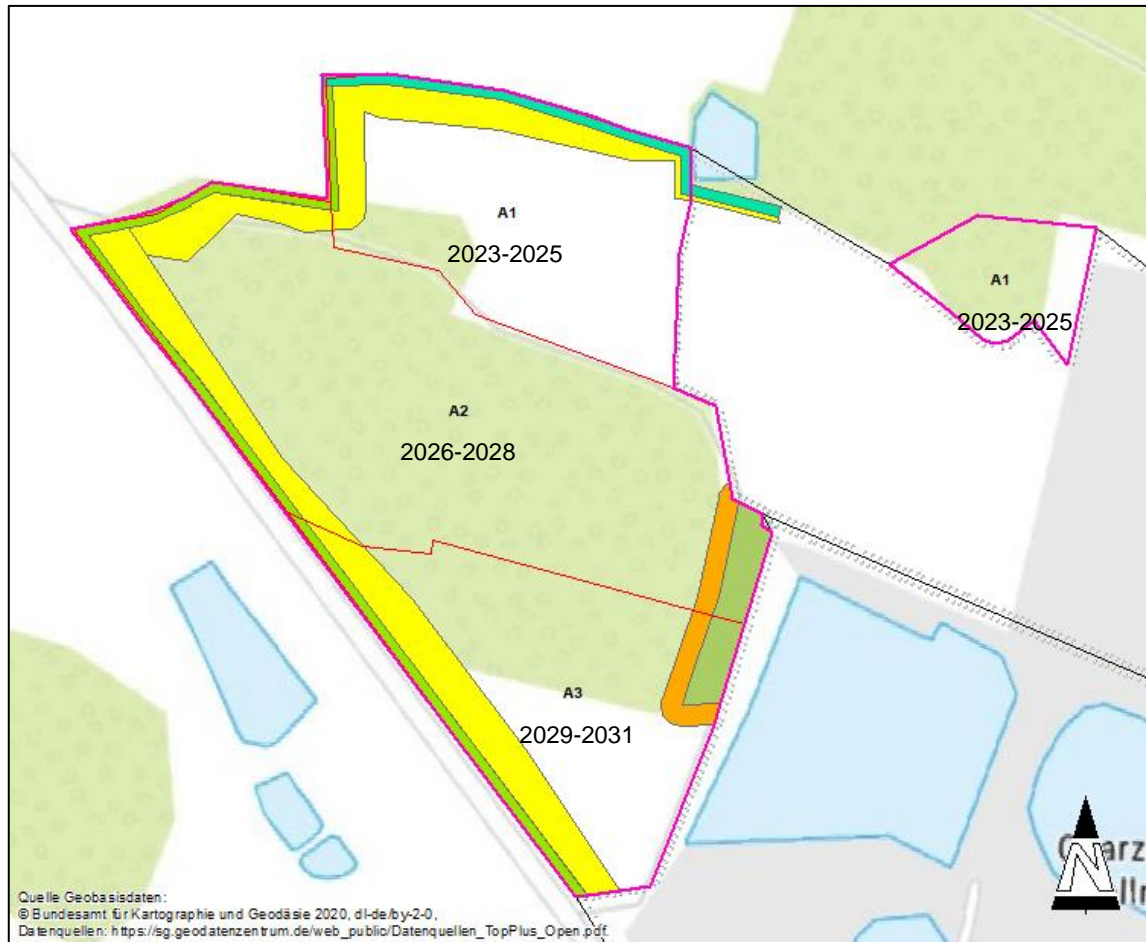 A1
2023-2025
A1
2023-2025
A2
2026-2028
A3
2029-2031
N
Quelle Geobasisdaten:
© Bundesamt für Kartographie und Geodäsie 2020, dl-de/by-2-0,
Datenquellen: https://sg.geodatenzentrum.de/web_public/Datenquellen_TopPlus_Open.pdf.